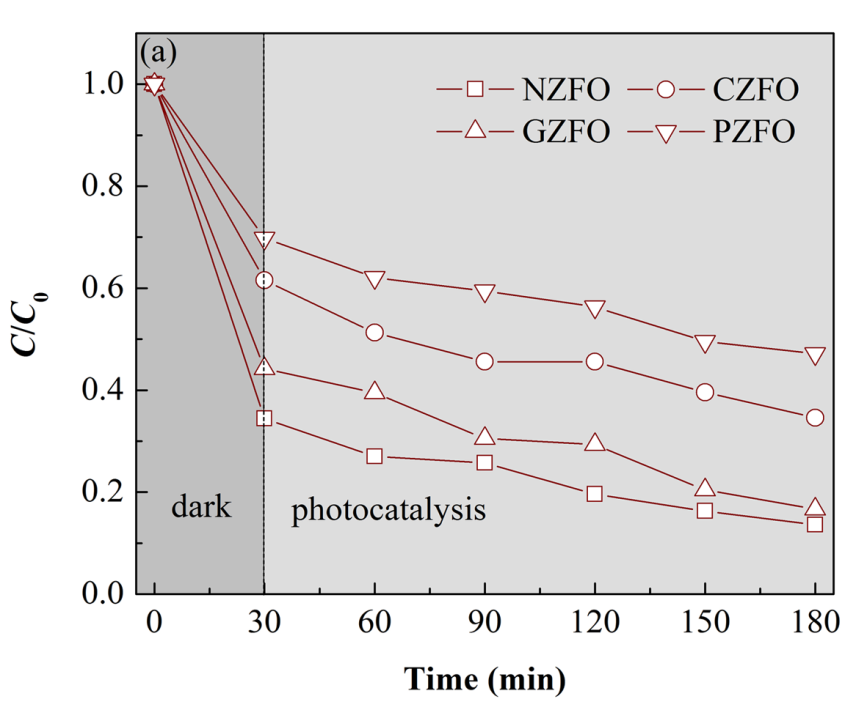 (a)
NZFO
CZFO
GZFO
PZFO
1.0
0.8
0.6
0.4
0.2
0.0
C/C0
dark
photocatalysis
0 30 60 90 120 150 180
Time (min)